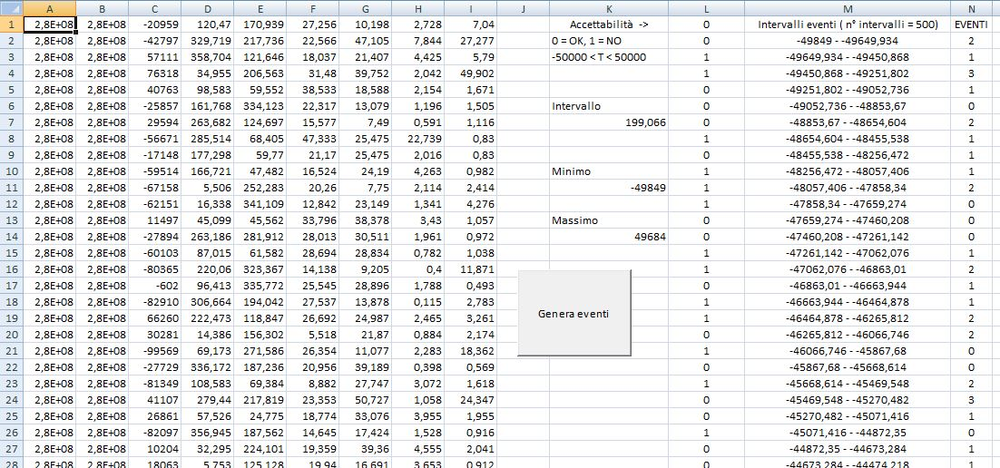 A B C D E F G H I J K L M N
1 2,8E+08 2,8E+08 -20959 120,47 170,939 27,256 10,198 2,728 7,04 Accettabilità -> 0 Intervalli eventi ( n° intervalli = 500) EVENTI
2 2,8E+08 2,8E+08 -42797 329,719 217,736 22,566 47,105 7,844 27,277 0 = OK, 1 = NO 0 -49849 - -49649,934 2
3 2,8E+08 2,8E+08 57111 358,704 121,646 18,037 21,407 4,425 5,79 -50000 < T < 50000 1 -49649,934 - -49450,868 1
4 2,8E+08 2,8E+08 76318 34,955 206,563 31,48 39,752 2,042 49,902 1 -49450,868 - -49251,802 3
5 2,8E+08 2,8E+08 40763 98,583 59,552 38,533 18,588 2,154 1,671 0 -49251,802 - -49052,736 1
6 2,8E+08 2,8E+08 -25857 161,768 334,123 22,317 13,079 1,196 1,505 Intervallo 0 -49052,736 - -48853,67 0
7 2,8E+08 2,8E+08 29594 263,682 124,697 15,577 7,49 0,591 1,116 199,066 0 -48853,67 - -48654,604 2
8 2,8E+08 2,8E+08 -56671 285,514 68,405 47,333 25,475 22,739 0,83 1 -48654,604 - -48455,538 1
9 2,8E+08 2,8E+08 -17148 177,298 59,77 21,17 25,475 2,016 0,83 0 -48455,538 - -48256,472 1
10 2,8E+08 2,8E+08 -59514 166,721 47,482 16,524 24,19 4,263 0,982 Minimo 1 -48256,472 - -48057,406 1
11 2,8E+08 2,8E+08 -67158 5,506 252,283 20,26 7,75 2,114 2,414 -49849 1 -48057,406 - -47858,34 2
12 2,8E+08 2,8E+08 -62151 16,338 341,109 12,842 23,149 1,341 4,276 1 -47858,34 - -47659,274 0
13 2,8E+08 2,8E+08 11497 45,099 45,562 33,796 38,378 3,43 1,057 Massimo 0 -47659,274 - -47460,208 0
14 2,8E+08 2,8E+08 -27894 263,186 281,912 28,013 30,511 1,961 0,972 49684 0 -47460,208 - -47261,142 0
15 2,8E+08 2,8E+08 -60103 87,015 61,582 28,694 28,834 0,782 1,038 1 -47261,142 - -47062,076 1
16 2,8E+08 2,8E+08 -80365 220,06 323,367 14,138 9,205 0,4 11,871 1 -47062,076 - -46863,01 2
17 2,8E+08 2,8E+08 -602 96,413 335,772 25,545 28,896 1,788 0,493 0 -46863,01 - -46663,944 1
18 2,8E+08 2,8E+08 -82910 306,664 194,042 27,537 13,878 0,115 2,783 1 -46663,944 - -46464,878 1
Genera eventi
19 2,8E+08 2,8E+08 66260 222,473 118,847 26,692 24,987 2,465 3,261 1 -46464,878 - -46265,812 2
20 2,8E+08 2,8E+08 30281 14,386 156,302 5,518 21,87 0,884 2,174 0 -46265,812 - -46066,746 2
21 2,8E+08 2,8E+08 -99569 69,173 271,586 26,354 11,077 2,283 18,362 1 -46066,746 - -45867,68 0
22 2,8E+08 2,8E+08 -27729 336,172 187,236 20,956 39,189 0,398 0,569 0 -45867,68 - -45668,614 0
23 2,8E+08 2,8E+08 -81349 108,583 69,384 8,882 27,747 3,072 1,618 1 -45668,614 - -45469,548 2
24 2,8E+08 2,8E+08 41107 279,44 217,819 23,353 50,727 1,058 24,347 0 -45469,548 - -45270,482 3
25 2,8E+08 2,8E+08 26861 57,526 24,775 18,774 33,076 3,955 1,955 0 -45270,482 - -45071,416 1
26 2,8E+08 2,8E+08 -82097 356,945 187,562 14,645 17,424 1,528 0,916 1 -45071,416 - -44872,35 0
27 2,8E+08 2,8E+08 10204 32,295 224,101 19,359 39,36 4,555 2,041 0 -44872,35 - -44673,284 1
28 2,8E+08 2,8E+08 18063 5,753 125,128 19,94 16,691 3,653 0,912 0 -44673,284 - -44474,218 1